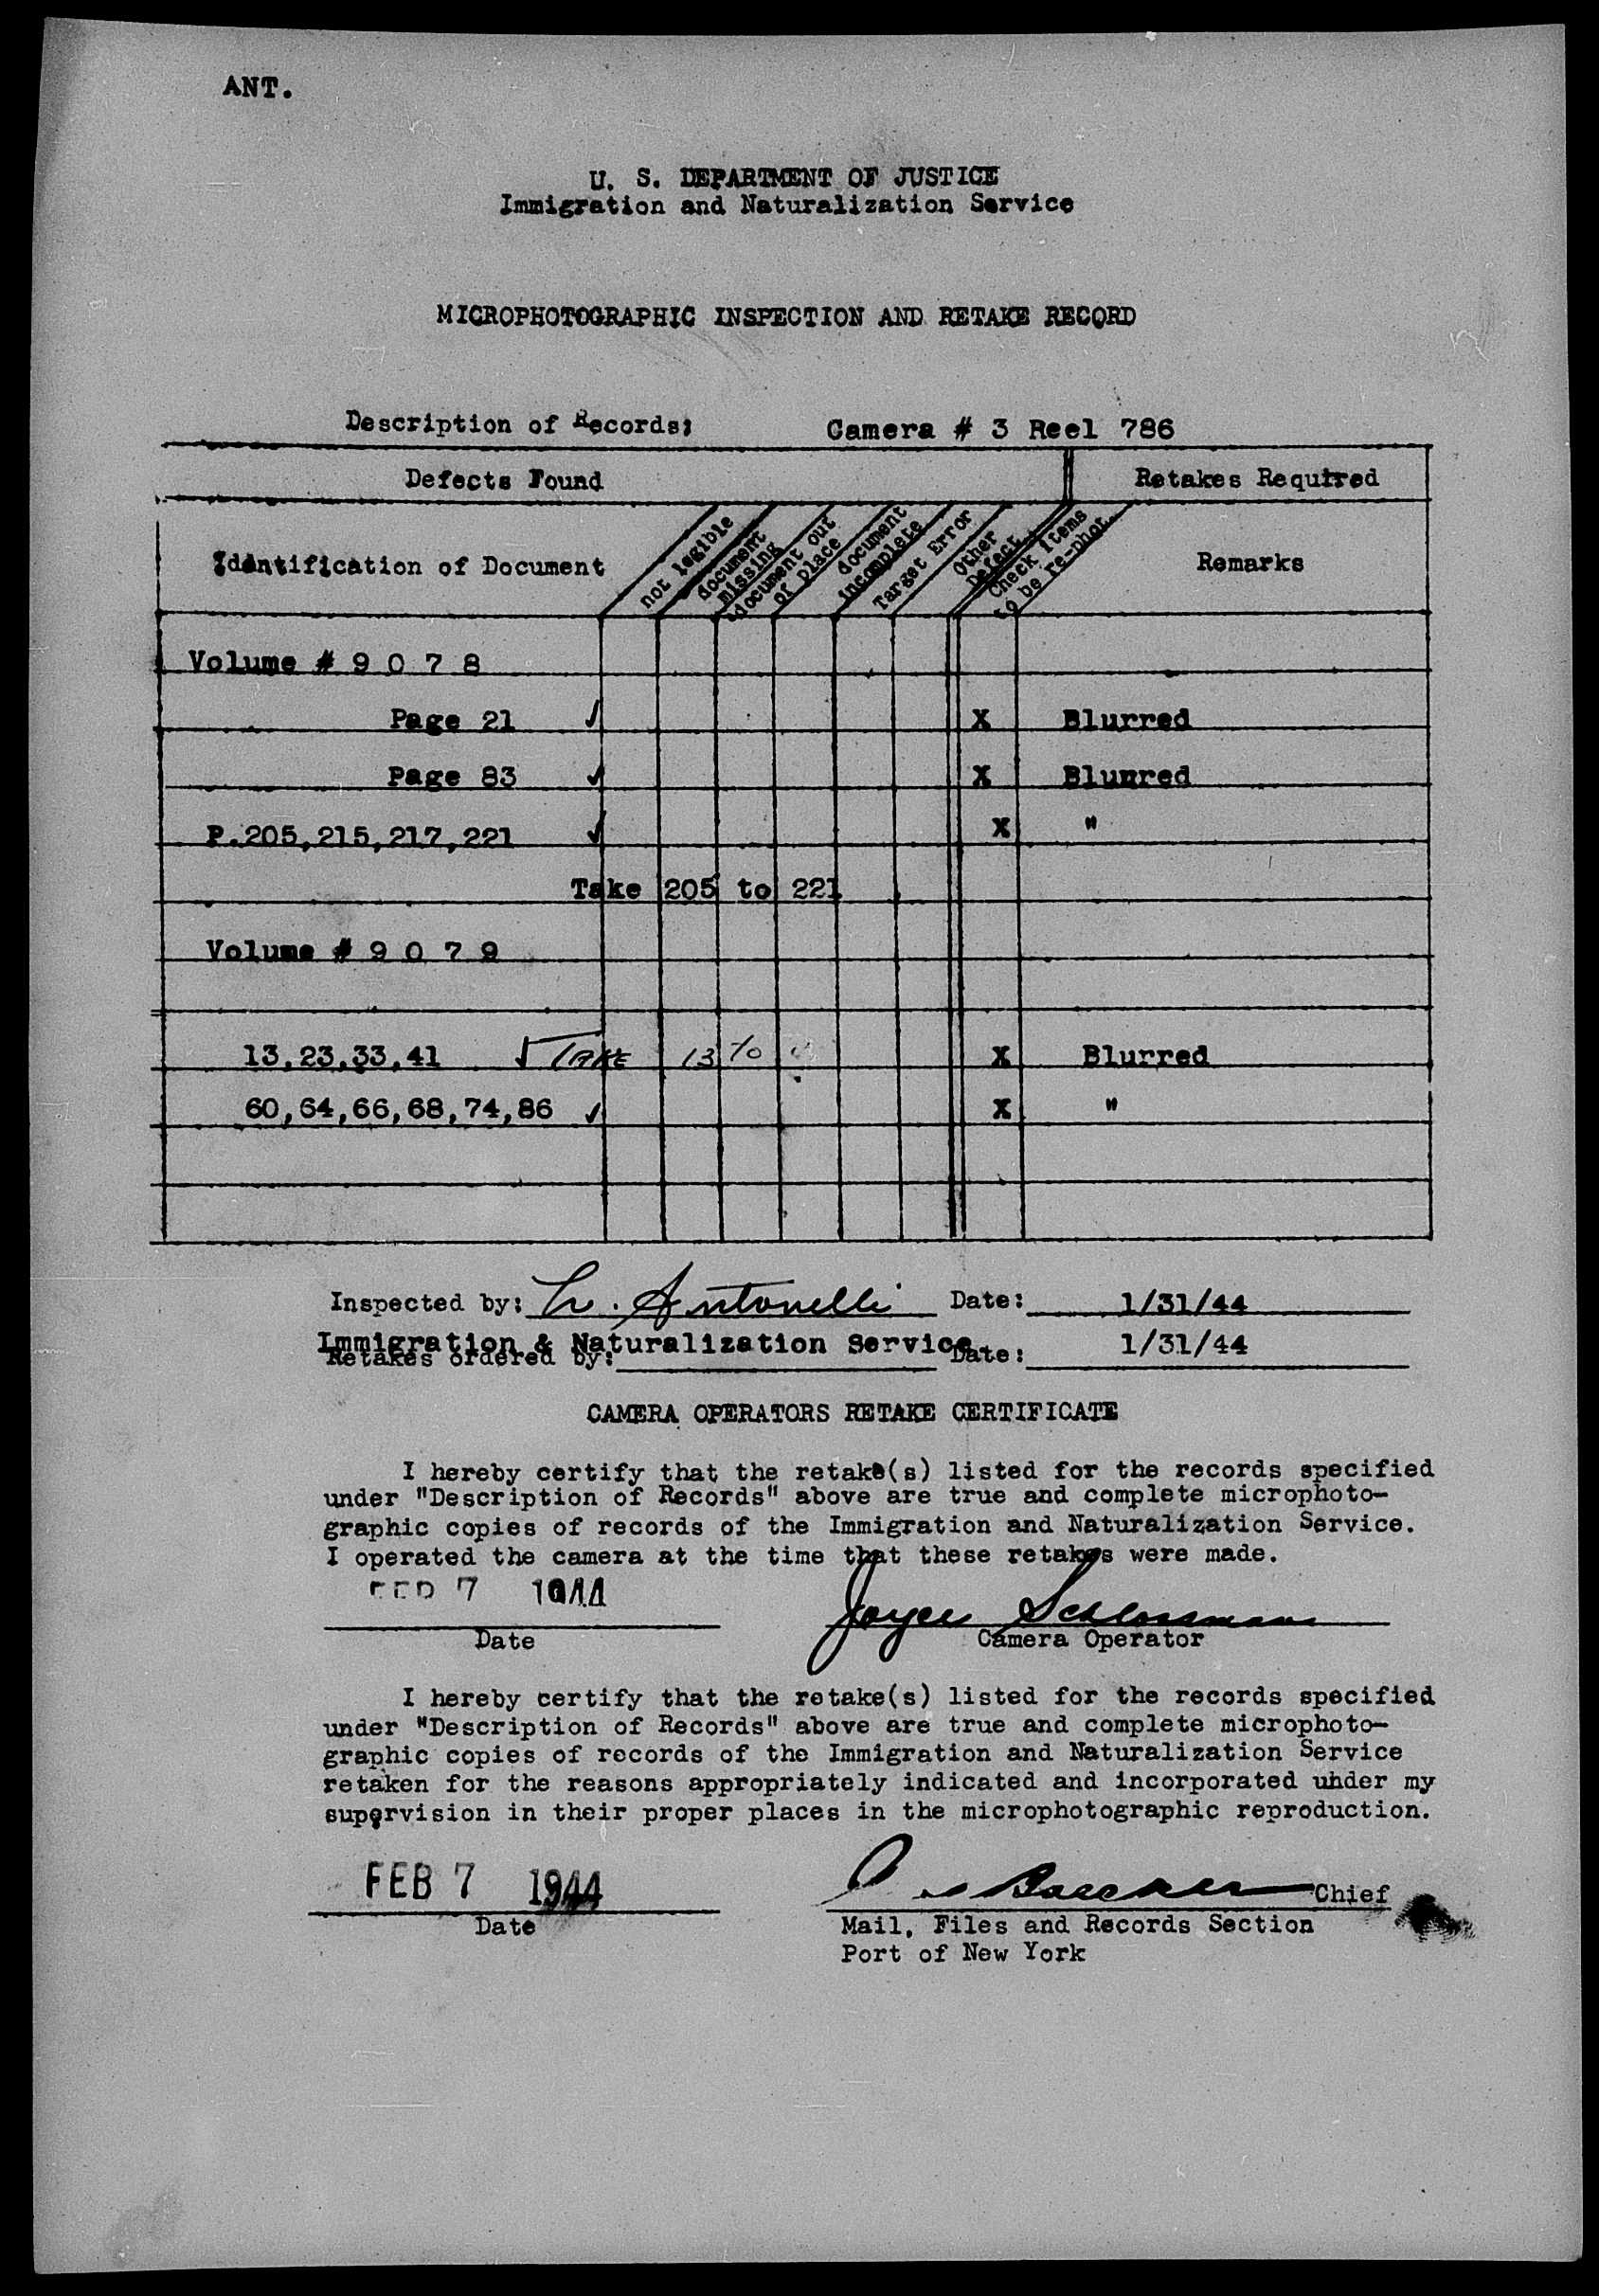 ANT.
U. S. DEPARTMENT OF JUSTICE
Immigration and Naturalization Service
MICROPHOTOGRAPHIC INSPECTION AND RETAKE RECORD
Description of Records: Camera # 3 Reel 786
Defects Found Retakes Required
Identification of Document
not legible
document
missing
document out
of place
document
incomplete
Target Error
Other
Defect
Check items
to be re-phot.
Remarks
Volume # 9 0 7 8
Page 21 ✓ X Blurred
Page 83 ✓ X Blurred
P.205,215,217,221 ✓ X "
Take 205 to 221
Volume # 9 0 7 9
13,23,33,41 ✓ TAKE 13 TO X Blurred
60,64,66,68,74,86 ✓ X "
Inspected by: L. Antonelli Date: 1/31/44
Immigration & Naturalization Service 1/31/44
Retakes ordered by: Date:
CAMERA OPERATORS RETAKE CERTIFICATE
I hereby certify that the retake(s) listed for the records specified
under "Description of Records" above are true and complete microphoto-
graphic copies of records of the Immigration and Naturalization Service.
I operated the camera at the time that these retakes were made.
FEB 7 1944 Joyce Schlossman
Date Camera Operator
I hereby certify that the retake(s) listed for the records specified
under "Description of Records" above are true and complete microphoto-
graphic copies of records of the Immigration and Naturalization Service
retaken for the reasons appropriately indicated and incorporated uhder my
supervision in their proper places in the microphotographic reproduction.
FEB 7 1944 Chief
Date Mail, Files and Records Section
Port of New York